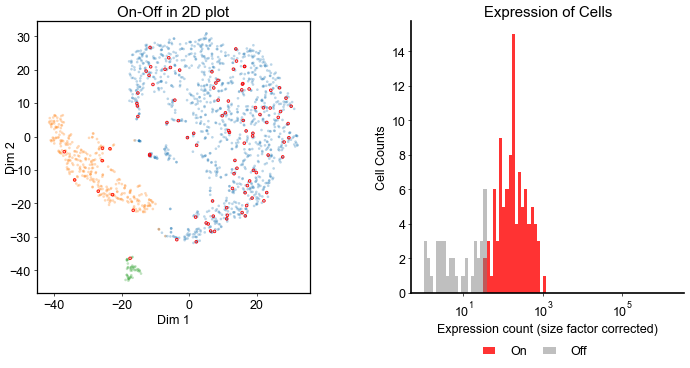 On-Off in 2D plot
30
20
10
0
−10
−20
−30
−40
Dim 2
−40
−20
0
20
Dim 1
Expression of Cells
14
12
10
8
6
4
2
0
Cell Counts
10^1
10^3
10^5
Expression count (size factor corrected)
On
Off